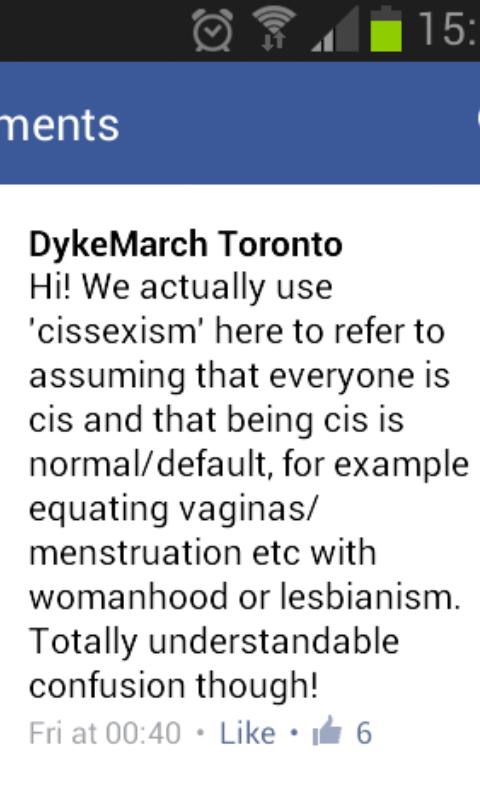 15:
ments
DykeMarch Toronto
Hi! We actually use
'cissexism' here to refer to
assuming that everyone is
cis and that being cis is
normal/default, for example
equating vaginas/
menstruation etc with
womanhood or lesbianism.
Totally understandable
confusion though!
Fri at 00:40 • Like • 6